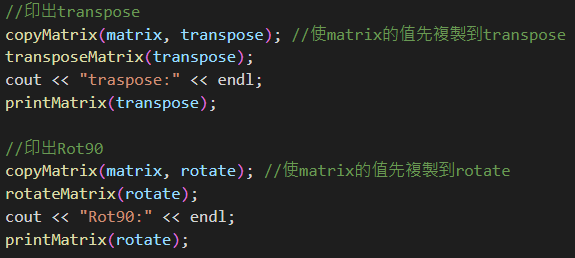 //印出transpose
copyMatrix(matrix, transpose); //使matrix的值先複製到transpose
transposeMatrix(transpose);
cout << "traspose:" << endl;
printMatrix(transpose);
//印出Rot90
copyMatrix(matrix, rotate); //使matrix的值先複製到rotate
rotateMatrix(rotate);
cout << "Rot90:" << endl;
printMatrix(rotate);